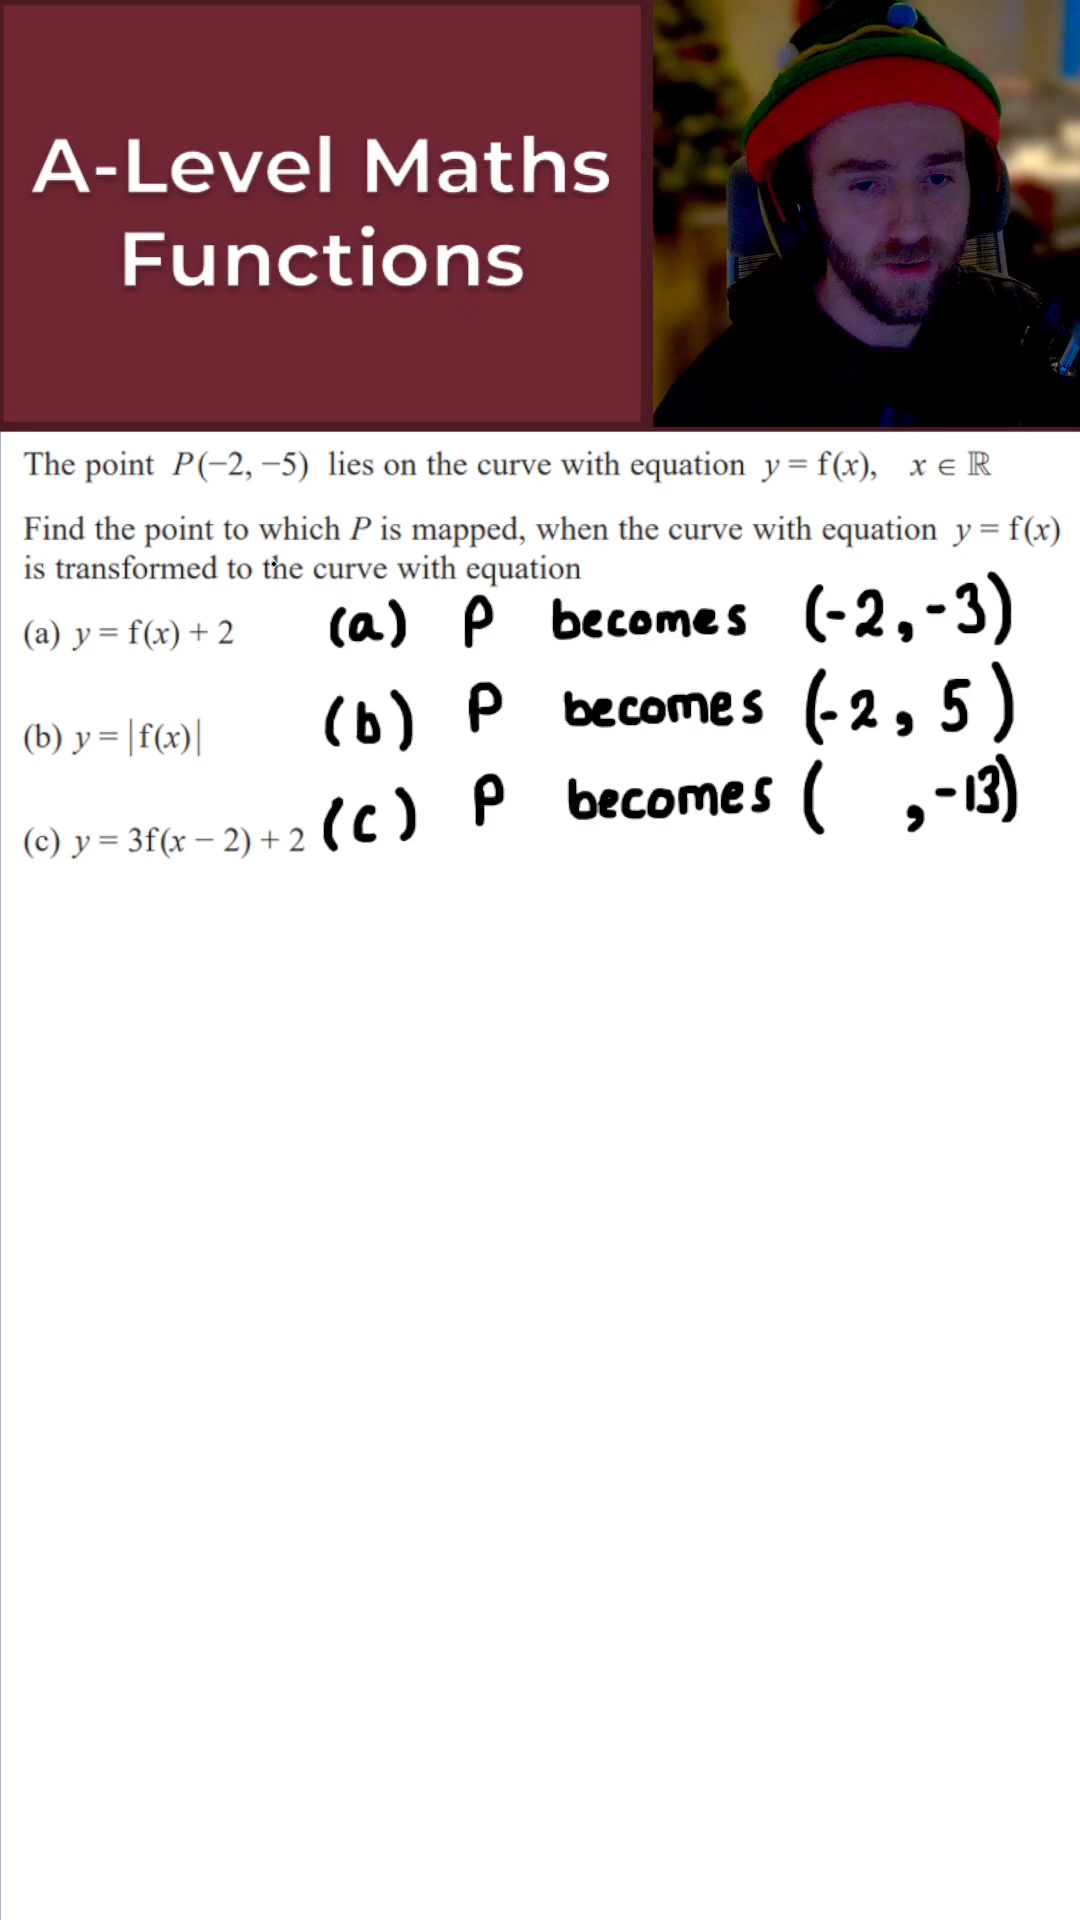 A-Level Maths
Functions
The point P(−2, −5) lies on the curve with equation y = f(x), x ∈ ℝ
Find the point to which P is mapped, when the curve with equation y = f(x)
is transformed to the curve with equation
(a) y = f(x) + 2
(a) P becomes (-2, -3)
(b) y = |f(x)|
(b) P becomes (-2, 5)
(c) y = 3f(x − 2) + 2
(c) P becomes ( , -13)